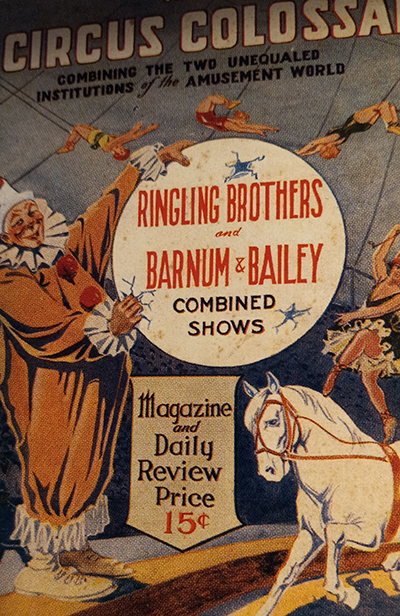 CIRCUS COLOSSAL
COMBINING THE TWO UNEQUALED
INSTITUTIONS of the AMUSEMENT WORLD
RINGLING BROTHERS
and
BARNUM & BAILEY
COMBINED
SHOWS
Magazine
and
Daily
Review
Price
15¢